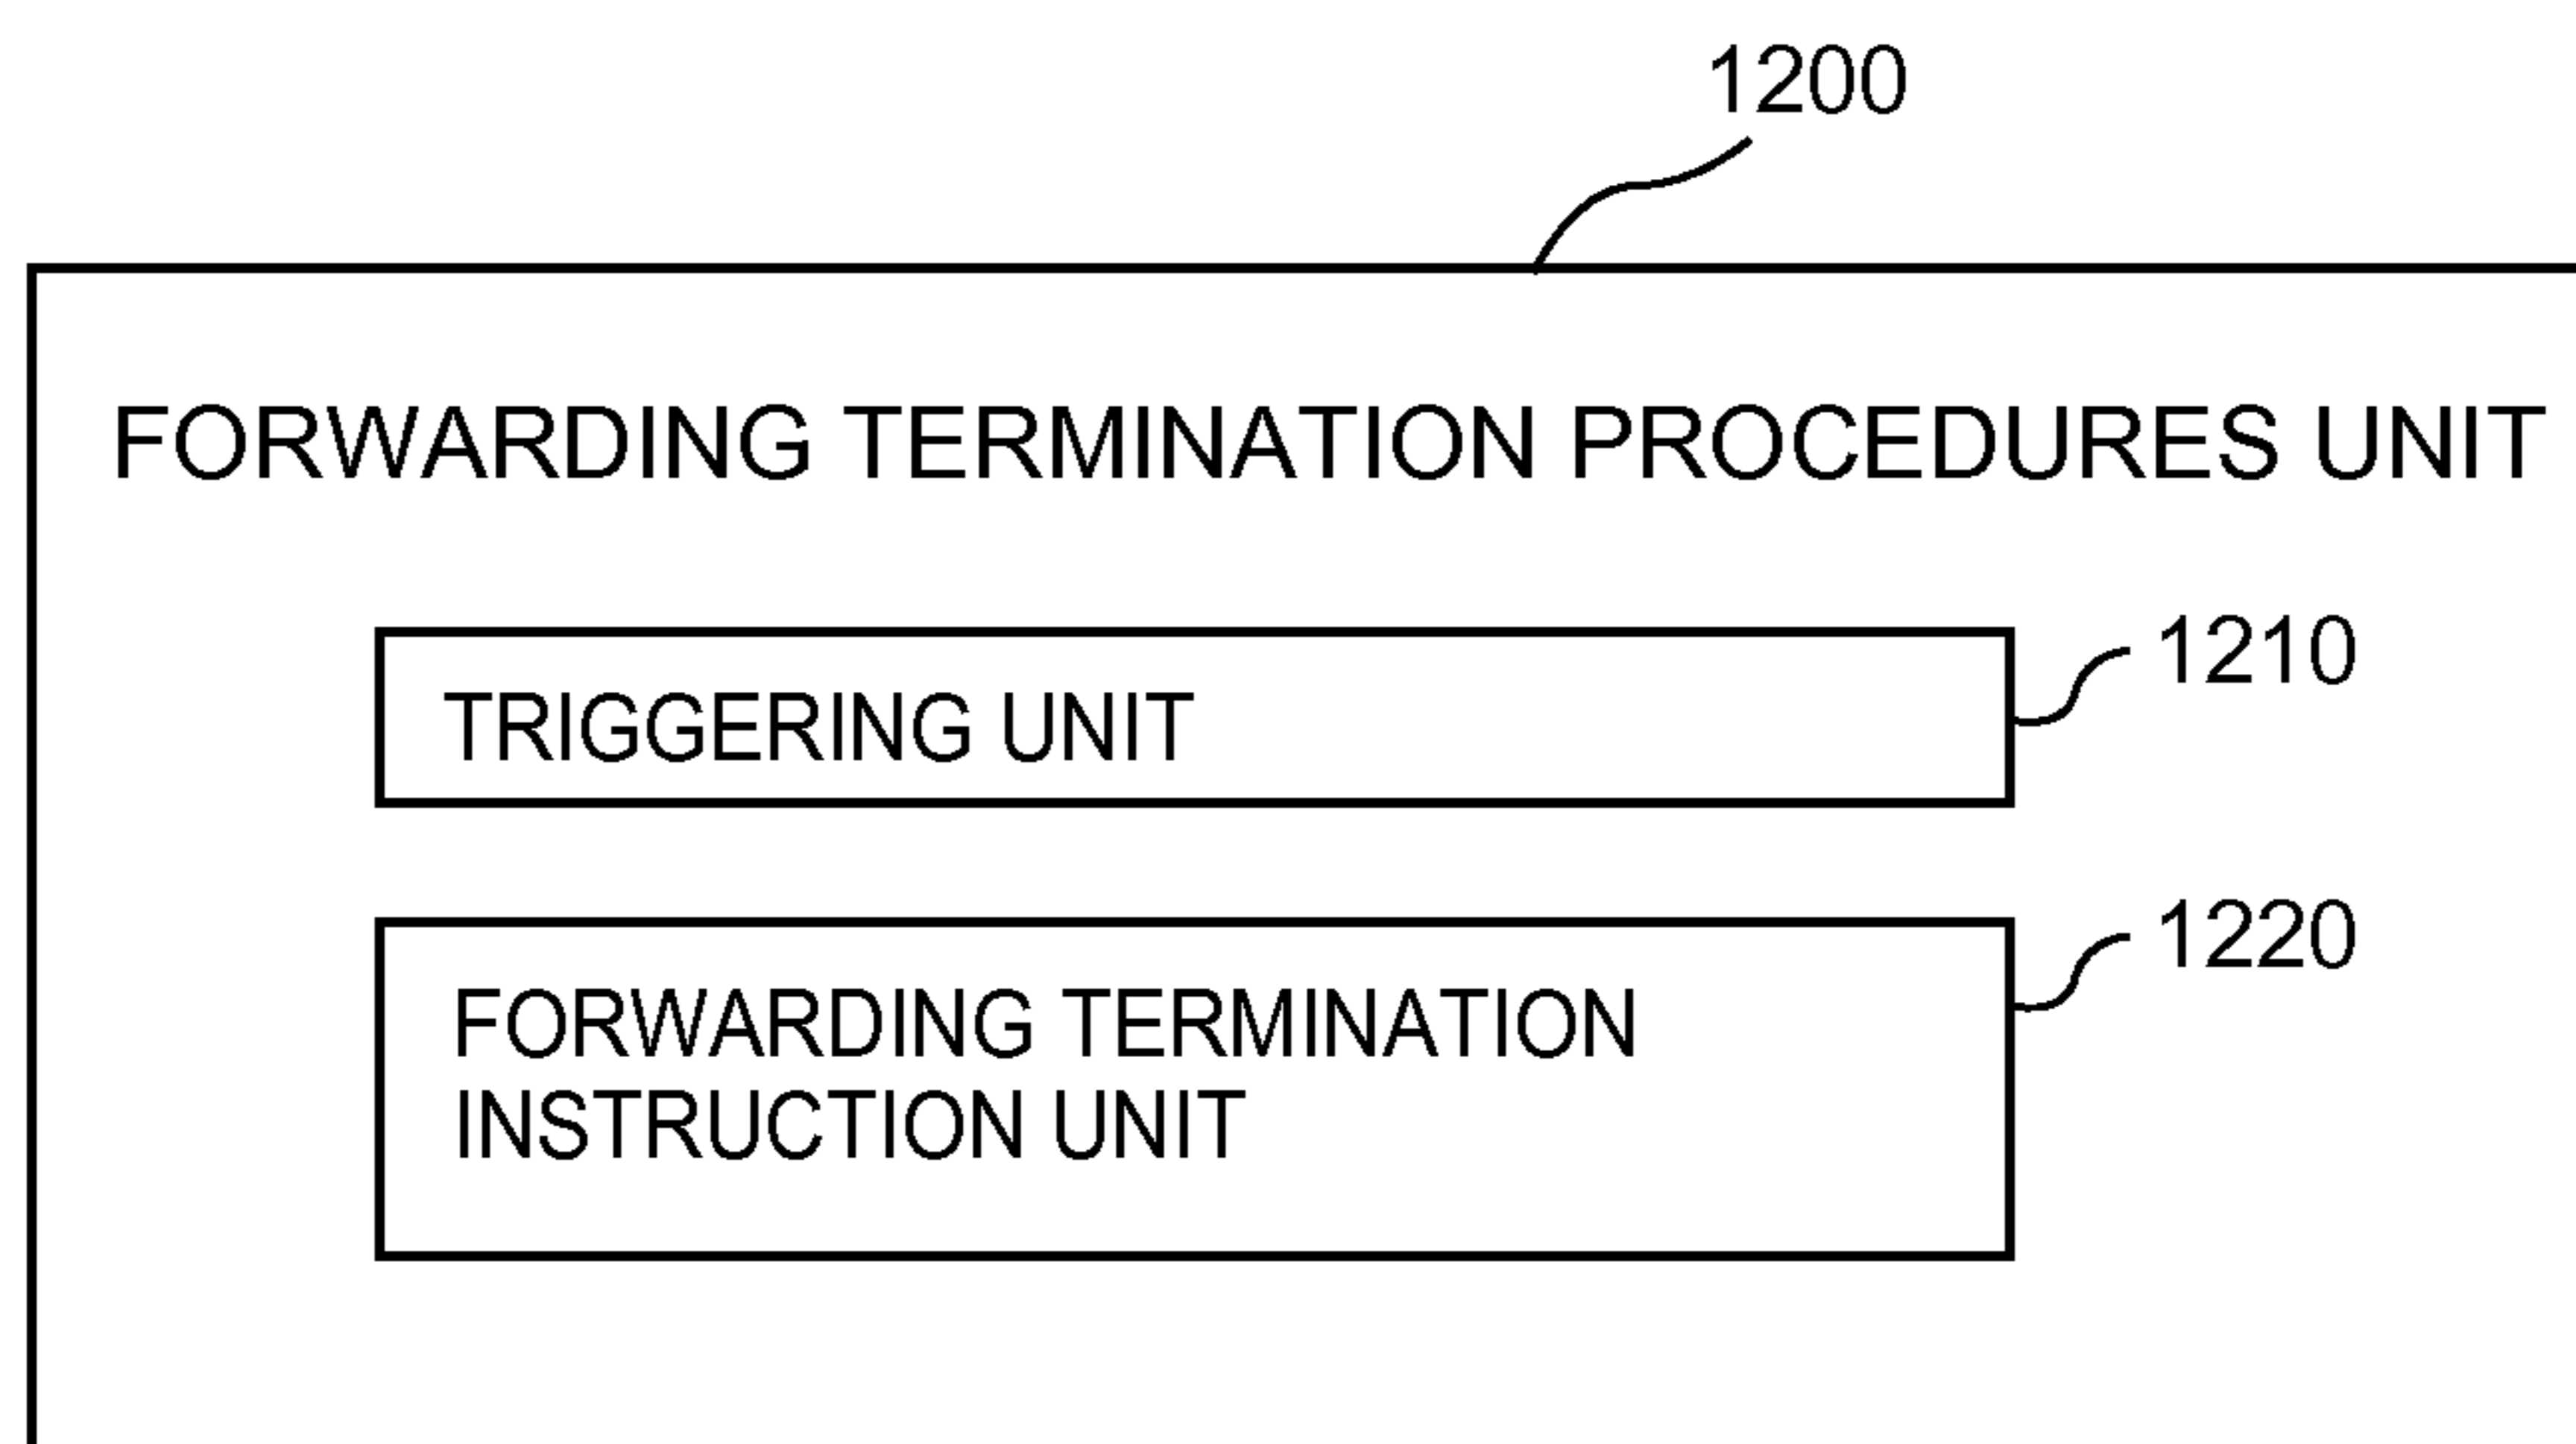 1200
FORWARDING TERMINATION PROCEDURES UNIT
1210
TRIGGERING UNIT
1220
FORWARDING TERMINATION
INSTRUCTION UNIT